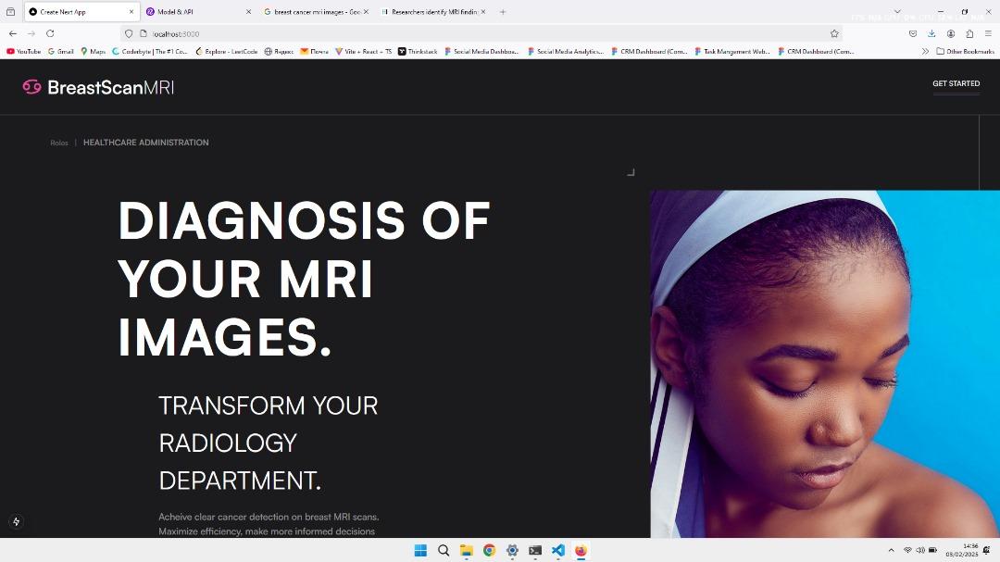 Create Next App
Model & API
breast cancer mri images - Goo
Researchers identify MRI finding
localhost:3000
YouTube
Gmail
Maps
Coderbyte | The #1 Co...
Explore - LeetCode
Яндекс
Почта
Vite + React + TS
Thinkstack
Social Media Dashboa...
Social Media Analytics...
CRM Dashboard (Com...
Task Mangement Web...
CRM Dashboard (Com...
Other Bookmarks
BreastScanMRI
GET STARTED
Roles | HEALTHCARE ADMINISTRATION
DIAGNOSIS OF
YOUR MRI
IMAGES.
TRANSFORM YOUR
RADIOLOGY
DEPARTMENT.
Acheive clear cancer detection on breast MRI scans.
Maximize efficiency, make more informed decisions
14:36
03/02/2025